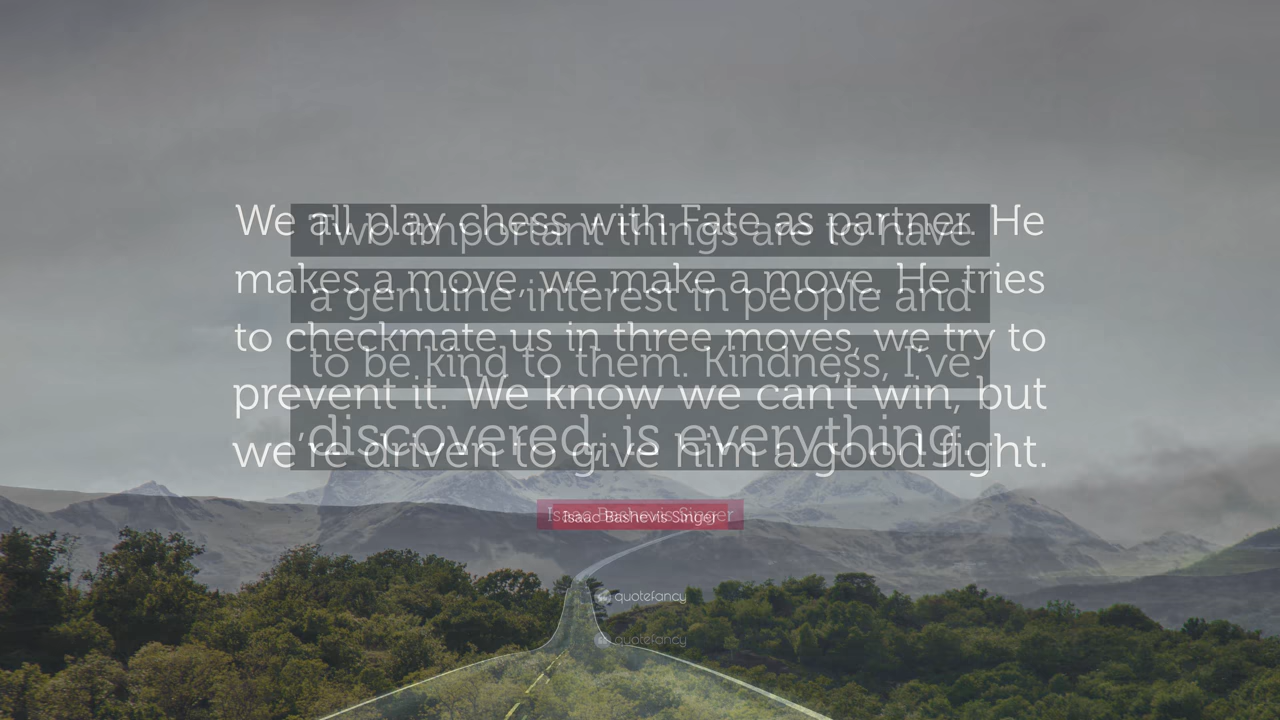 We all play chess with Fate as partner. He
makes a move, we make a move. He tries
to checkmate us in three moves, we try to
prevent it. We know we can't win, but
we're driven to give him a good fight.
Two important things are to have
a genuine interest in people and
to be kind to them. Kindness, I've
discovered, is everything.
Isaac Bashevis Singer
Isaac Bashevis Singer
quotefancy
quotefancy